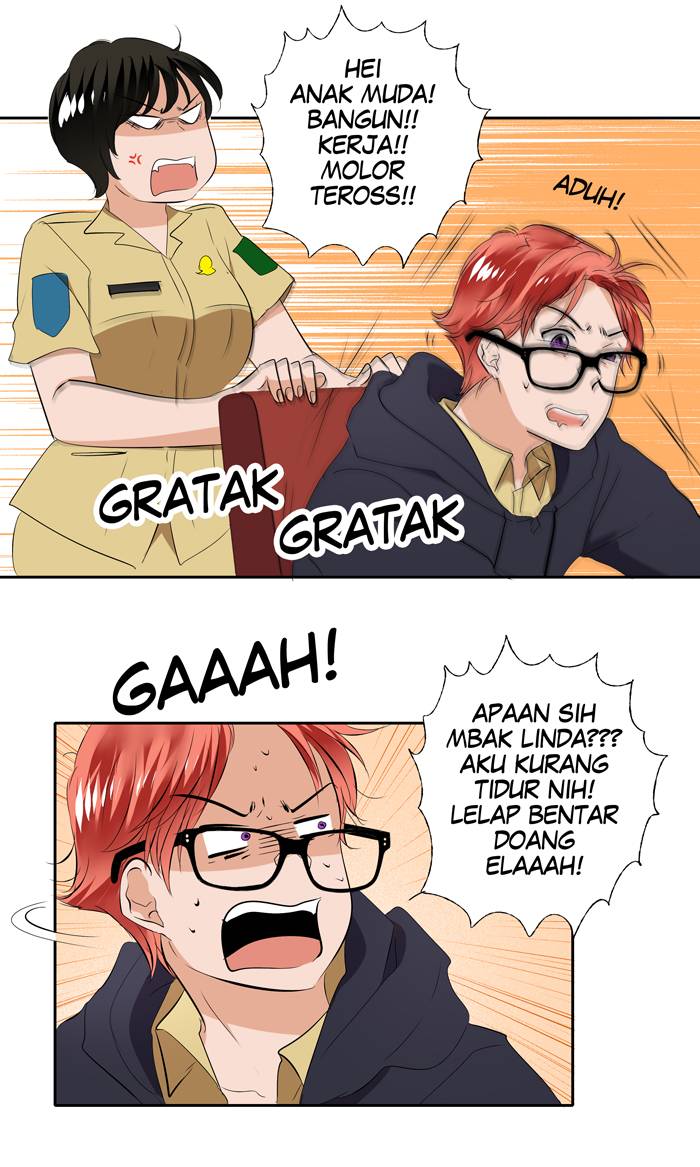 HEI
ANAK MUDA!
BANGUN!!
KERJA!!
MOLOR
TEROSS!!
ADUH!
GRATAK
GRATAK
GAAAH!
APAAN SIH
MBAK LINDA???
AKU KURANG
TIDUR NIH!
LELAP BENTAR
DOANG
ELAAAH!